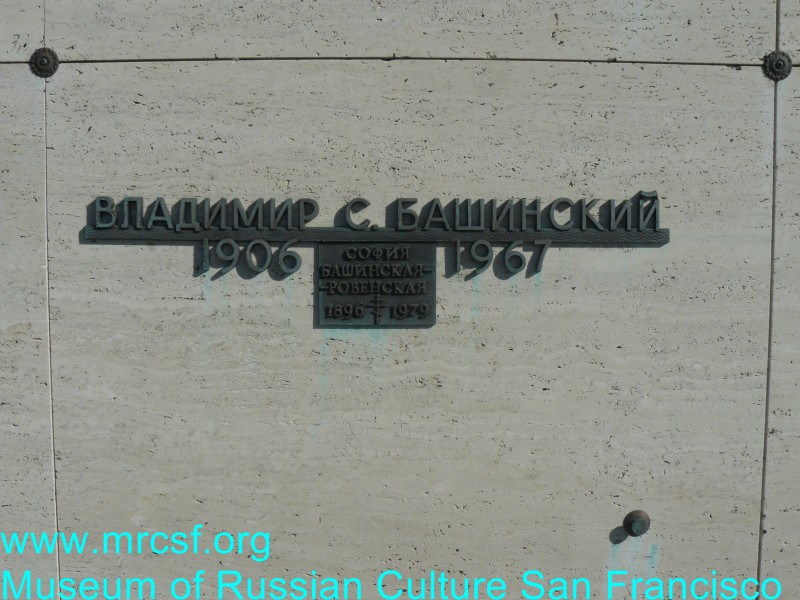 ВЛАДИМИР С. БАШИНСКИЙ
1906 1967
СОФИЯ
БАШИНСКАЯ-
-РОВЕНСКАЯ
1896 1979
www.mrcsf.org
Museum of Russian Culture San Francisco